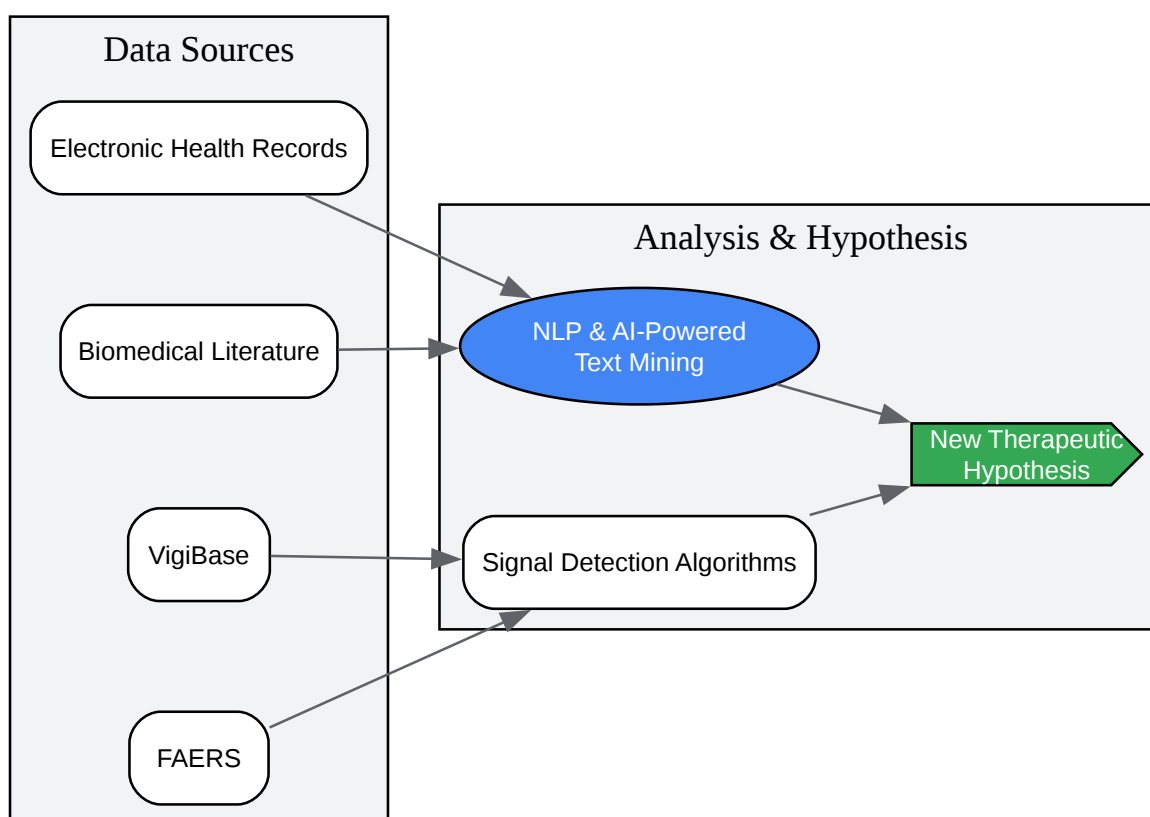 Data Sources
Electronic Health Records
Biomedical Literature
VigiBase
FAERS
Analysis & Hypothesis
NLP & AI-Powered
Text Mining
Signal Detection Algorithms
New Therapeutic
Hypothesis